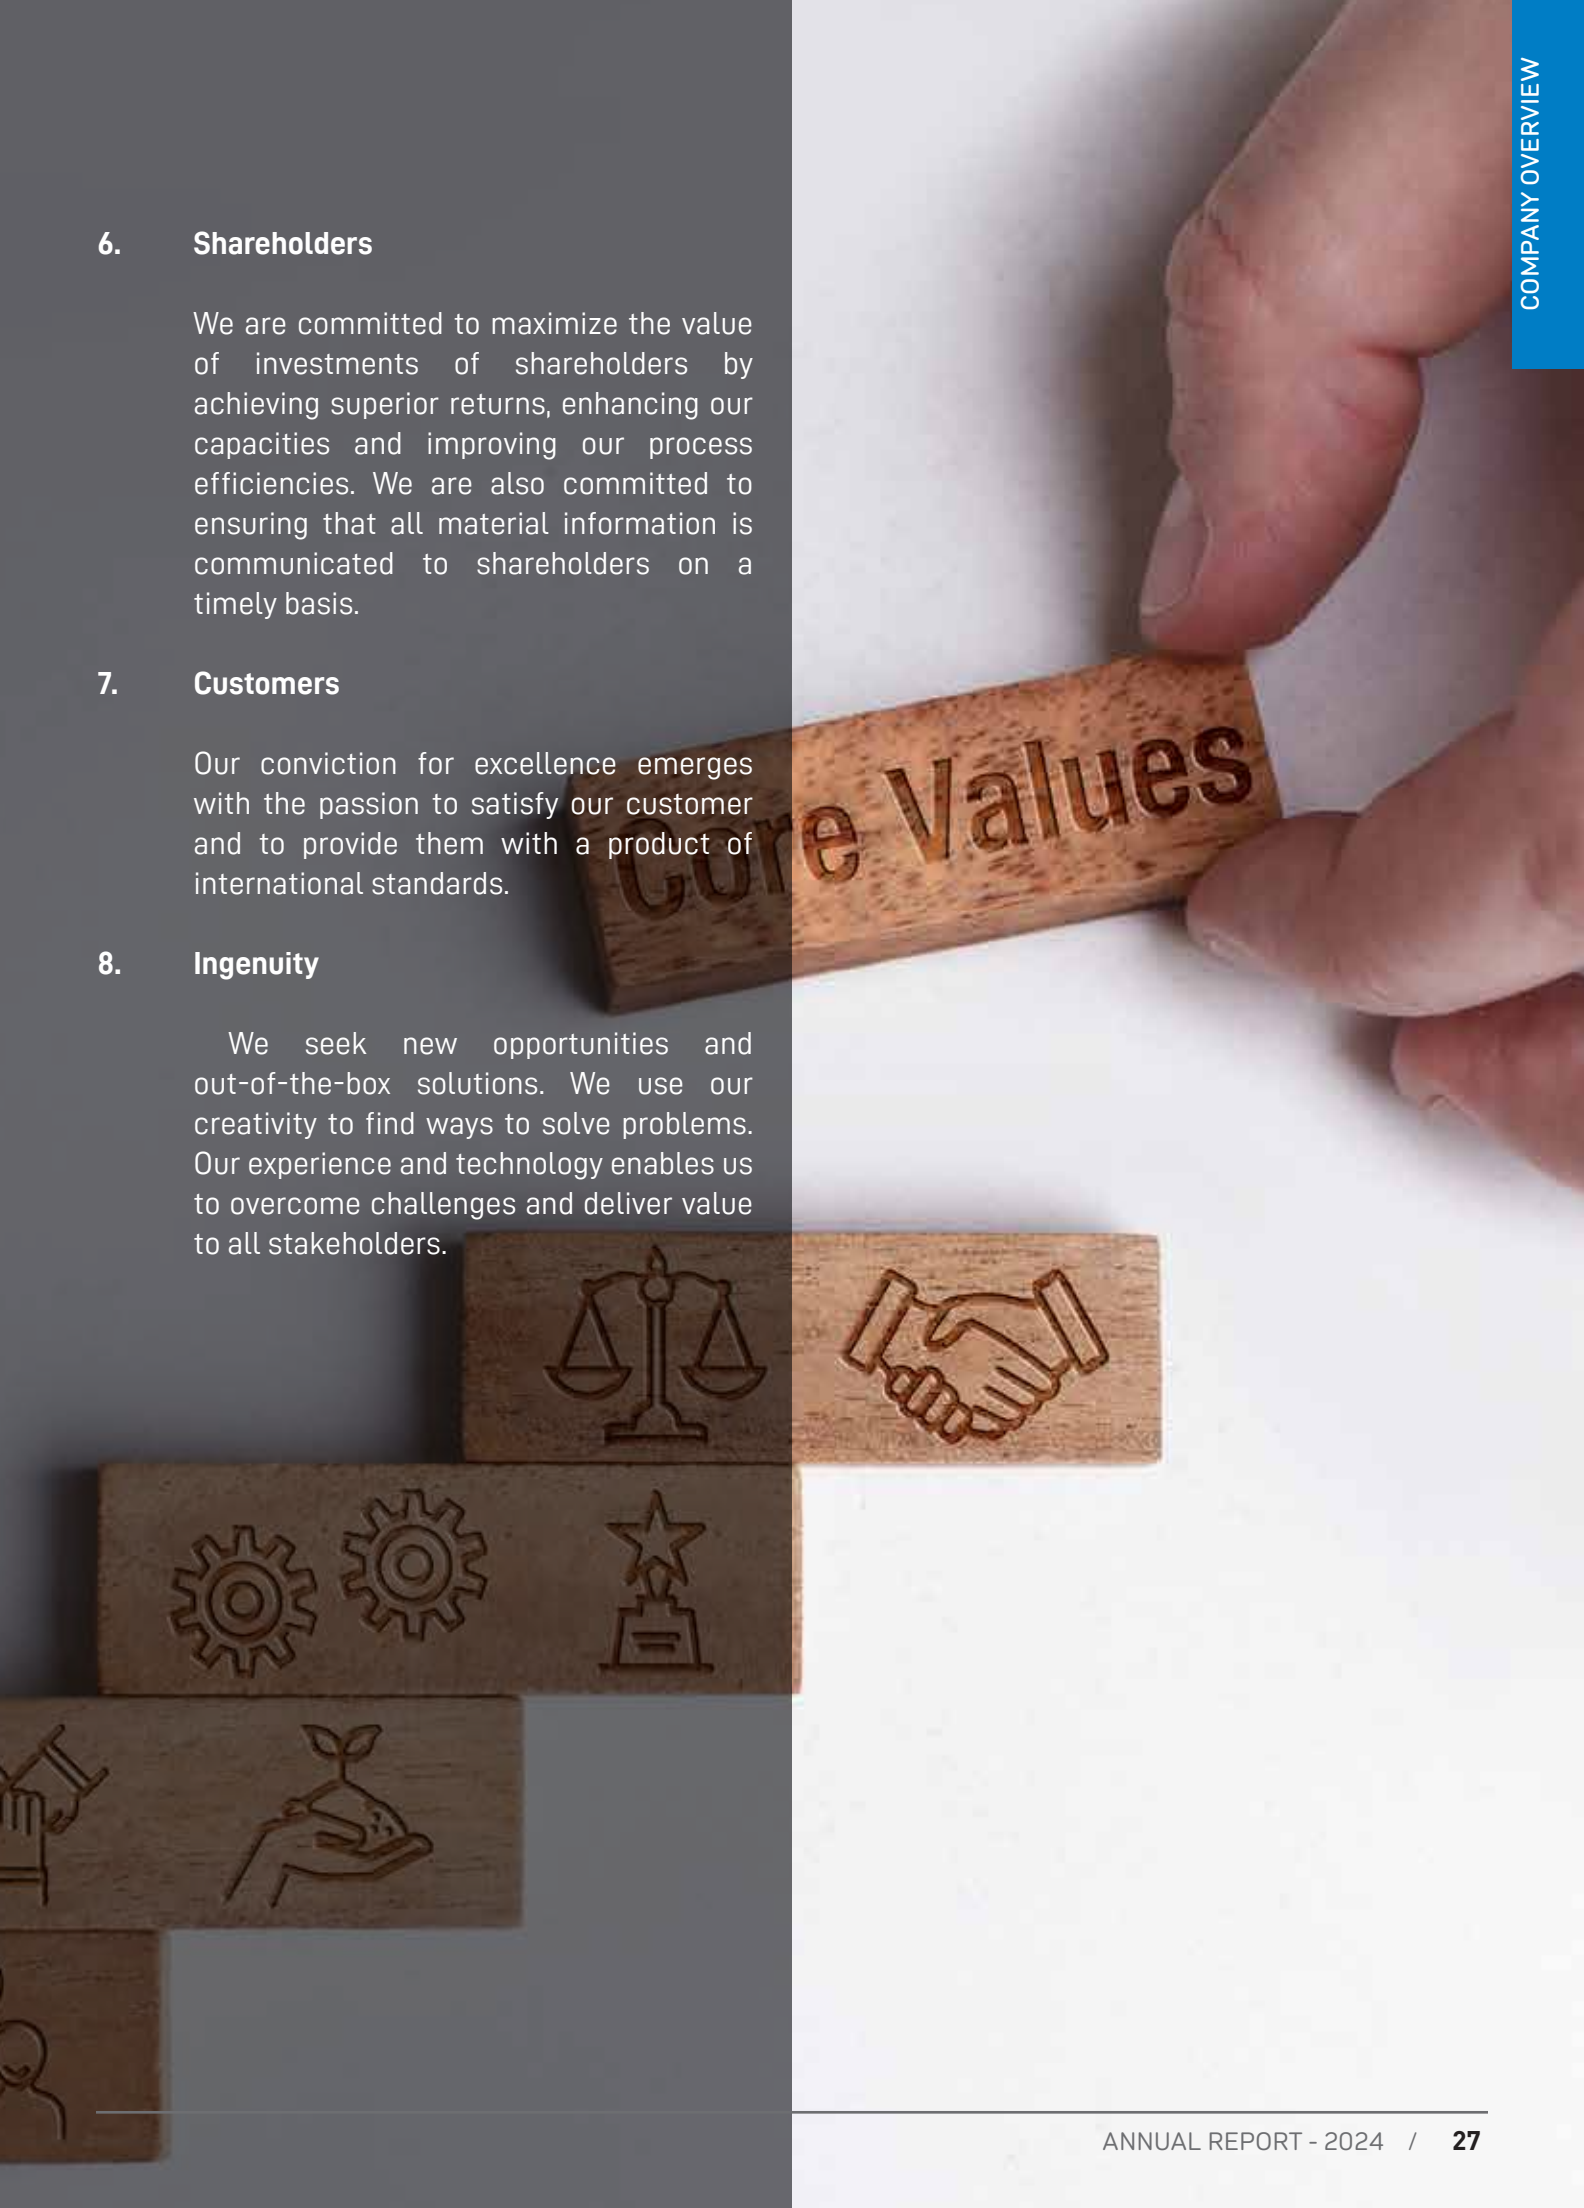 COMPANY OVERVIEW
6. Shareholders
We are committed to maximize the value
of investments of shareholders by
achieving superior returns, enhancing our
capacities and improving our process
efficiencies. We are also committed to
ensuring that all material information is
communicated to shareholders on a
timely basis.
7. Customers
Our conviction for excellence emerges
with the passion to satisfy our customer
and to provide them with a product of
international standards.
Core Values
8. Ingenuity
We seek new opportunities and
out-of-the-box solutions. We use our
creativity to find ways to solve problems.
Our experience and technology enables us
to overcome challenges and deliver value
to all stakeholders.
ANNUAL REPORT - 2024 / 27